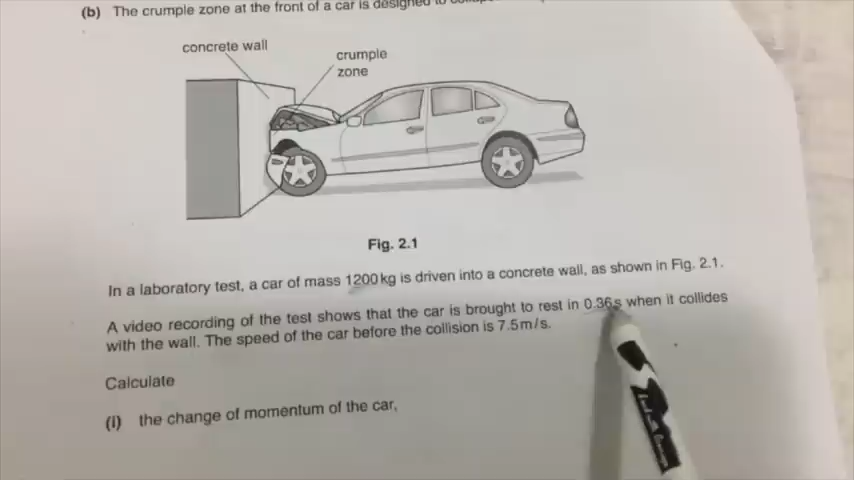 (b) The crumple zone at the front of a car is designed to
concrete wall
crumple
zone
Fig. 2.1
In a laboratory test, a car of mass 1200 kg is driven into a concrete wall, as shown in Fig. 2.1.
A video recording of the test shows that the car is brought to rest in 0.36 s when it collides
with the wall. The speed of the car before the collision is 7.5 m/s.
Calculate
(i) the change of momentum of the car,